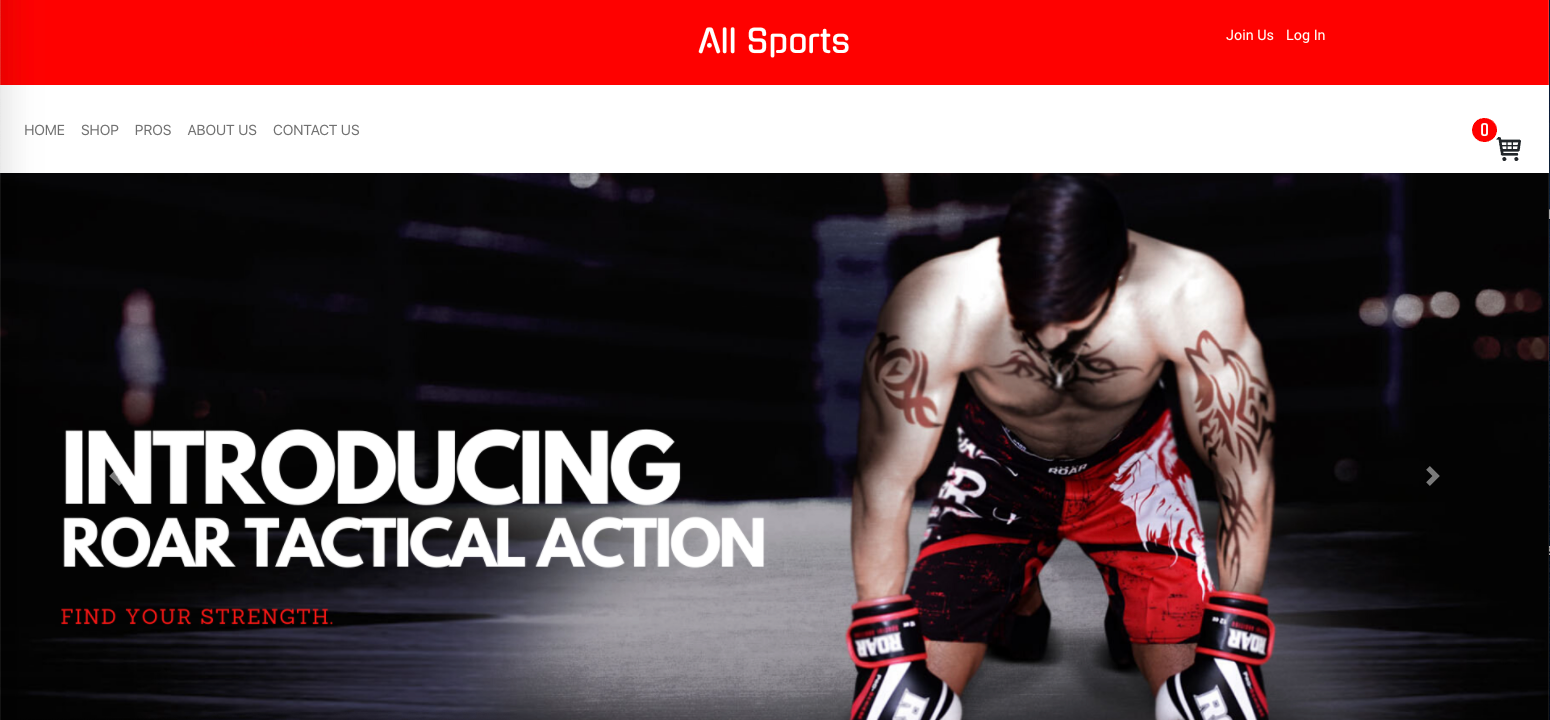 All Sports
Join Us Log In
HOME SHOP PROS ABOUT US CONTACT US
0
INTRODUCING
ROAR TACTICAL ACTION
FIND YOUR STRENGTH.
ROAR
ROAR
ROAR